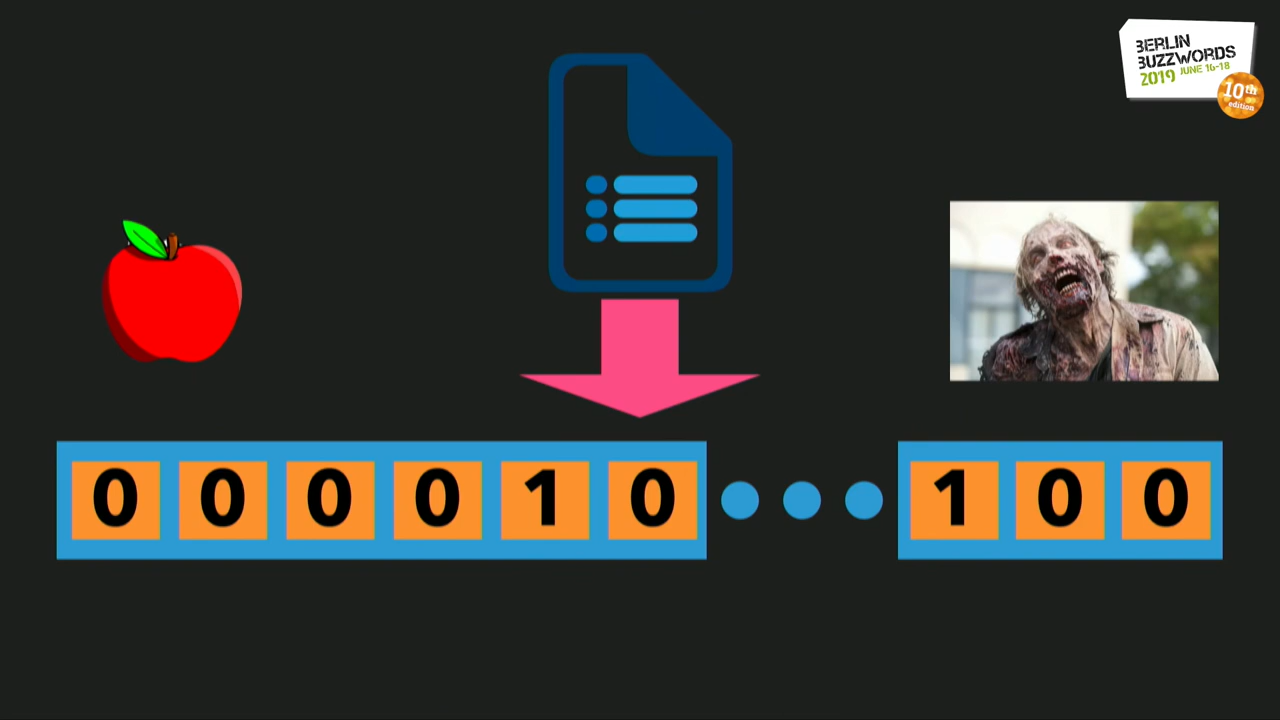 BERLIN
BUZZWORDS
2019 JUNE 16-18
10th
edition
0 0 0 0 1 0 1 0 0